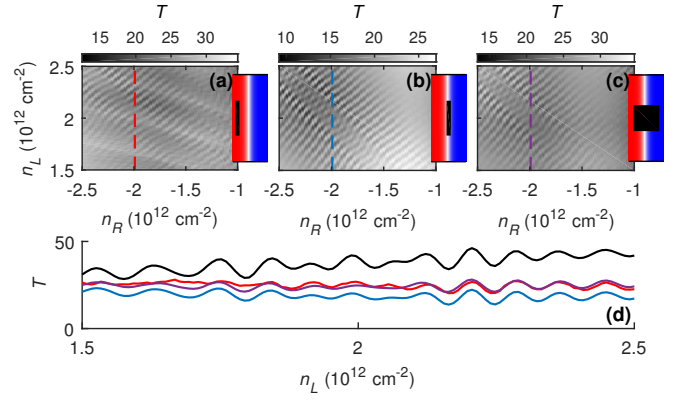 T T T
15 20 25 10 15 20 25 15 20 25 30
(a) (b) (c)
n_L (10^12 cm^-2)
2.5
2
1.5
-2.5 -2 -1.5 -1 -2.5 -2 -1.5 -1 -2.5 -2 -1.5 -1
n_R (10^12 cm^-2) n_R (10^12 cm^-2) n_R (10^12 cm^-2)
T
50
0
(d)
1.5 2 2.5
n_L (10^12 cm^-2)